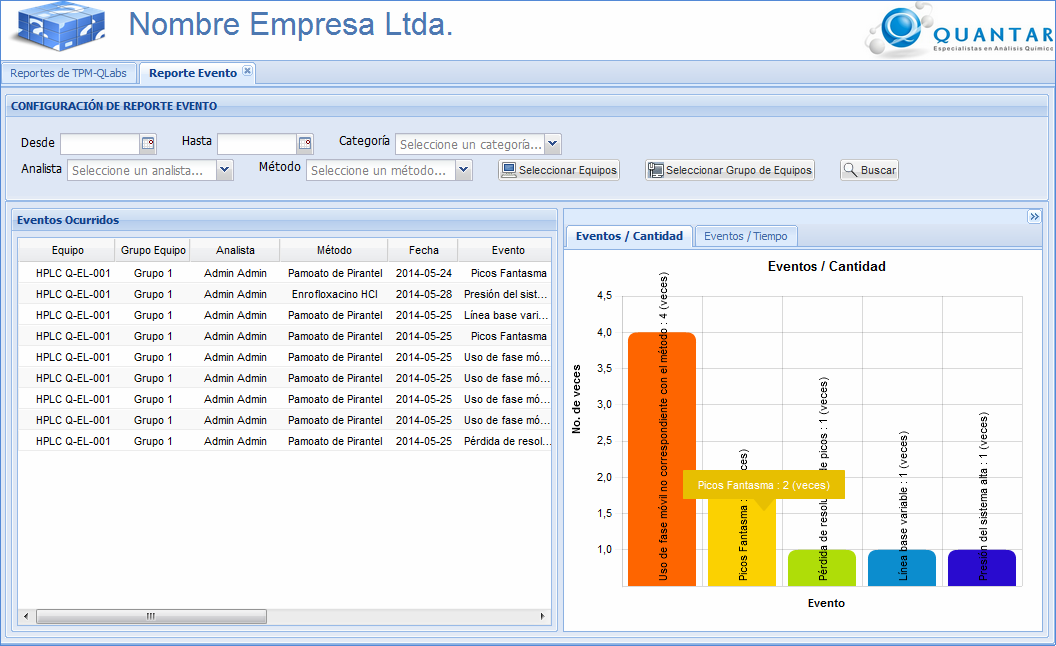 Nombre Empresa Ltda.
QUANTAR
Especialistas en Análisis Químico
Reportes de TPM-QLabs
Reporte Evento
CONFIGURACIÓN DE REPORTE EVENTO
Desde
Hasta
Categoría
Seleccione un categoría...
Analista
Seleccione un analista...
Método
Seleccione un método...
Seleccionar Equipos
Seleccionar Grupo de Equipos
Buscar
Eventos Ocurridos
Equipo Grupo Equipo Analista Método Fecha Evento
HPLC Q-EL-001 Grupo 1 Admin Admin Pamoato de Pirantel 2014-05-24 Picos Fantasma
HPLC Q-EL-001 Grupo 1 Admin Admin Enrofloxacino HCl 2014-05-28 Presión del sist...
HPLC Q-EL-001 Grupo 1 Admin Admin Pamoato de Pirantel 2014-05-25 Línea base vari...
HPLC Q-EL-001 Grupo 1 Admin Admin Pamoato de Pirantel 2014-05-25 Picos Fantasma
HPLC Q-EL-001 Grupo 1 Admin Admin Pamoato de Pirantel 2014-05-25 Uso de fase mó...
HPLC Q-EL-001 Grupo 1 Admin Admin Pamoato de Pirantel 2014-05-25 Uso de fase mó...
HPLC Q-EL-001 Grupo 1 Admin Admin Pamoato de Pirantel 2014-05-25 Uso de fase mó...
HPLC Q-EL-001 Grupo 1 Admin Admin Pamoato de Pirantel 2014-05-25 Uso de fase mó...
HPLC Q-EL-001 Grupo 1 Admin Admin Pamoato de Pirantel 2014-05-25 Pérdida de resol...
Eventos / Cantidad
Eventos / Tiempo
Eventos / Cantidad
No. de veces
4,5
4,0
3,5
3,0
2,5
2,0
1,5
1,0
Uso de fase móvil no correspondiente con el método : 4 (veces)
Picos Fantasma : (veces)
Picos Fantasma : 2 (veces)
Pérdida de resolu de picos : 1 (veces)
Línea base variable : 1 (veces)
Presión del sistema alta : 1 (veces)
Evento